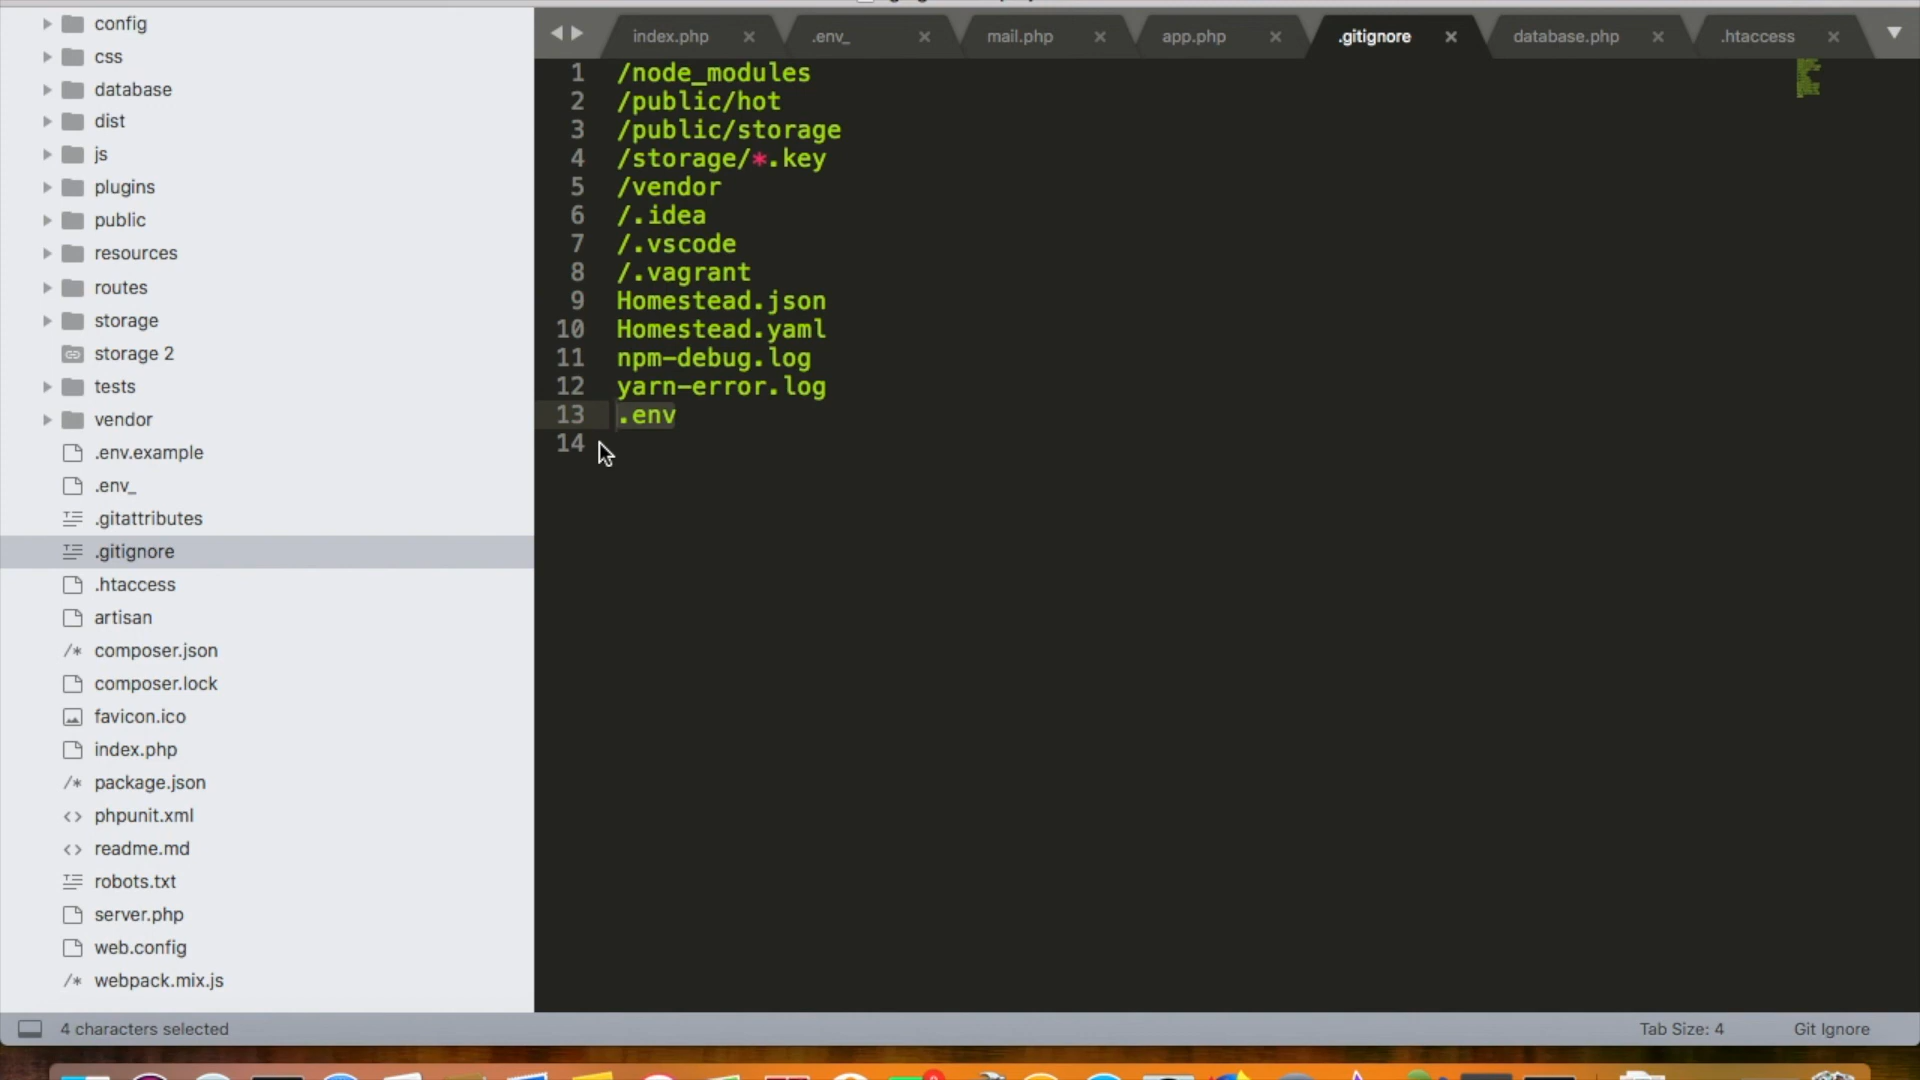 config
css
database
dist
js
plugins
public
resources
routes
storage
storage 2
tests
vendor
.env.example
.env_
.gitattributes
.gitignore
.htaccess
artisan
/* composer.json
composer.lock
favicon.ico
index.php
/* package.json
<> phpunit.xml
<> readme.md
robots.txt
server.php
web.config
/* webpack.mix.js
index.php × .env_ × mail.php × app.php × .gitignore × database.php × .htaccess ×
1 /node_modules
2 /public/hot
3 /public/storage
4 /storage/*.key
5 /vendor
6 /.idea
7 /.vscode
8 /.vagrant
9 Homestead.json
10 Homestead.yaml
11 npm-debug.log
12 yarn-error.log
13 .env
14
4 characters selected
Tab Size: 4 Git Ignore